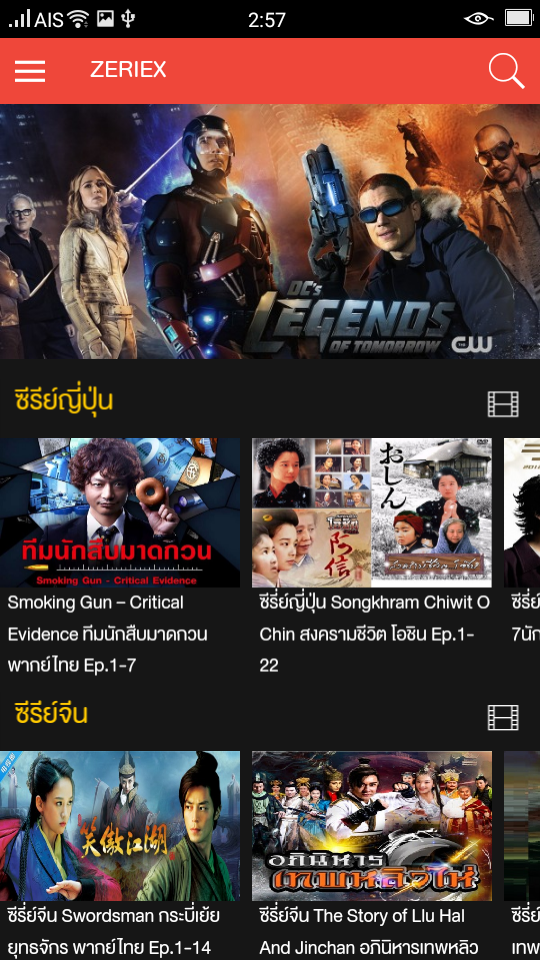 AIS
2:57
ZERIEX
DC's
LEGENDS
OF TOMORROW
THE CW
ซีรีย์ญี่ปุ่น
ทีมนักสืบมาดกวน
Smoking Gun - Critical Evidence
おしん
阿信
DVD
Smoking Gun – Critical
Evidence ทีมนักสืบมาดกวน
พากย์ไทย Ep.1-7
ซีรี่ย์ญี่ปุ่น Songkhram Chiwit O
Chin สงครามชีวิต โอชิน Ep.1-
22
ซีรี่
7นัก
ซีรีย์จีน
笑傲江湖
อภินิหาร
เทพหลิวไห่
ซีรี่ย์จีน Swordsman กระบี่เย้ย
ยุทธจักร พากย์ไทย Ep.1-14
ซีรี่ย์จีน The Story of LIu Hal
And Jinchan อภินิหารเทพหลิว
ซีรี่
เทพ